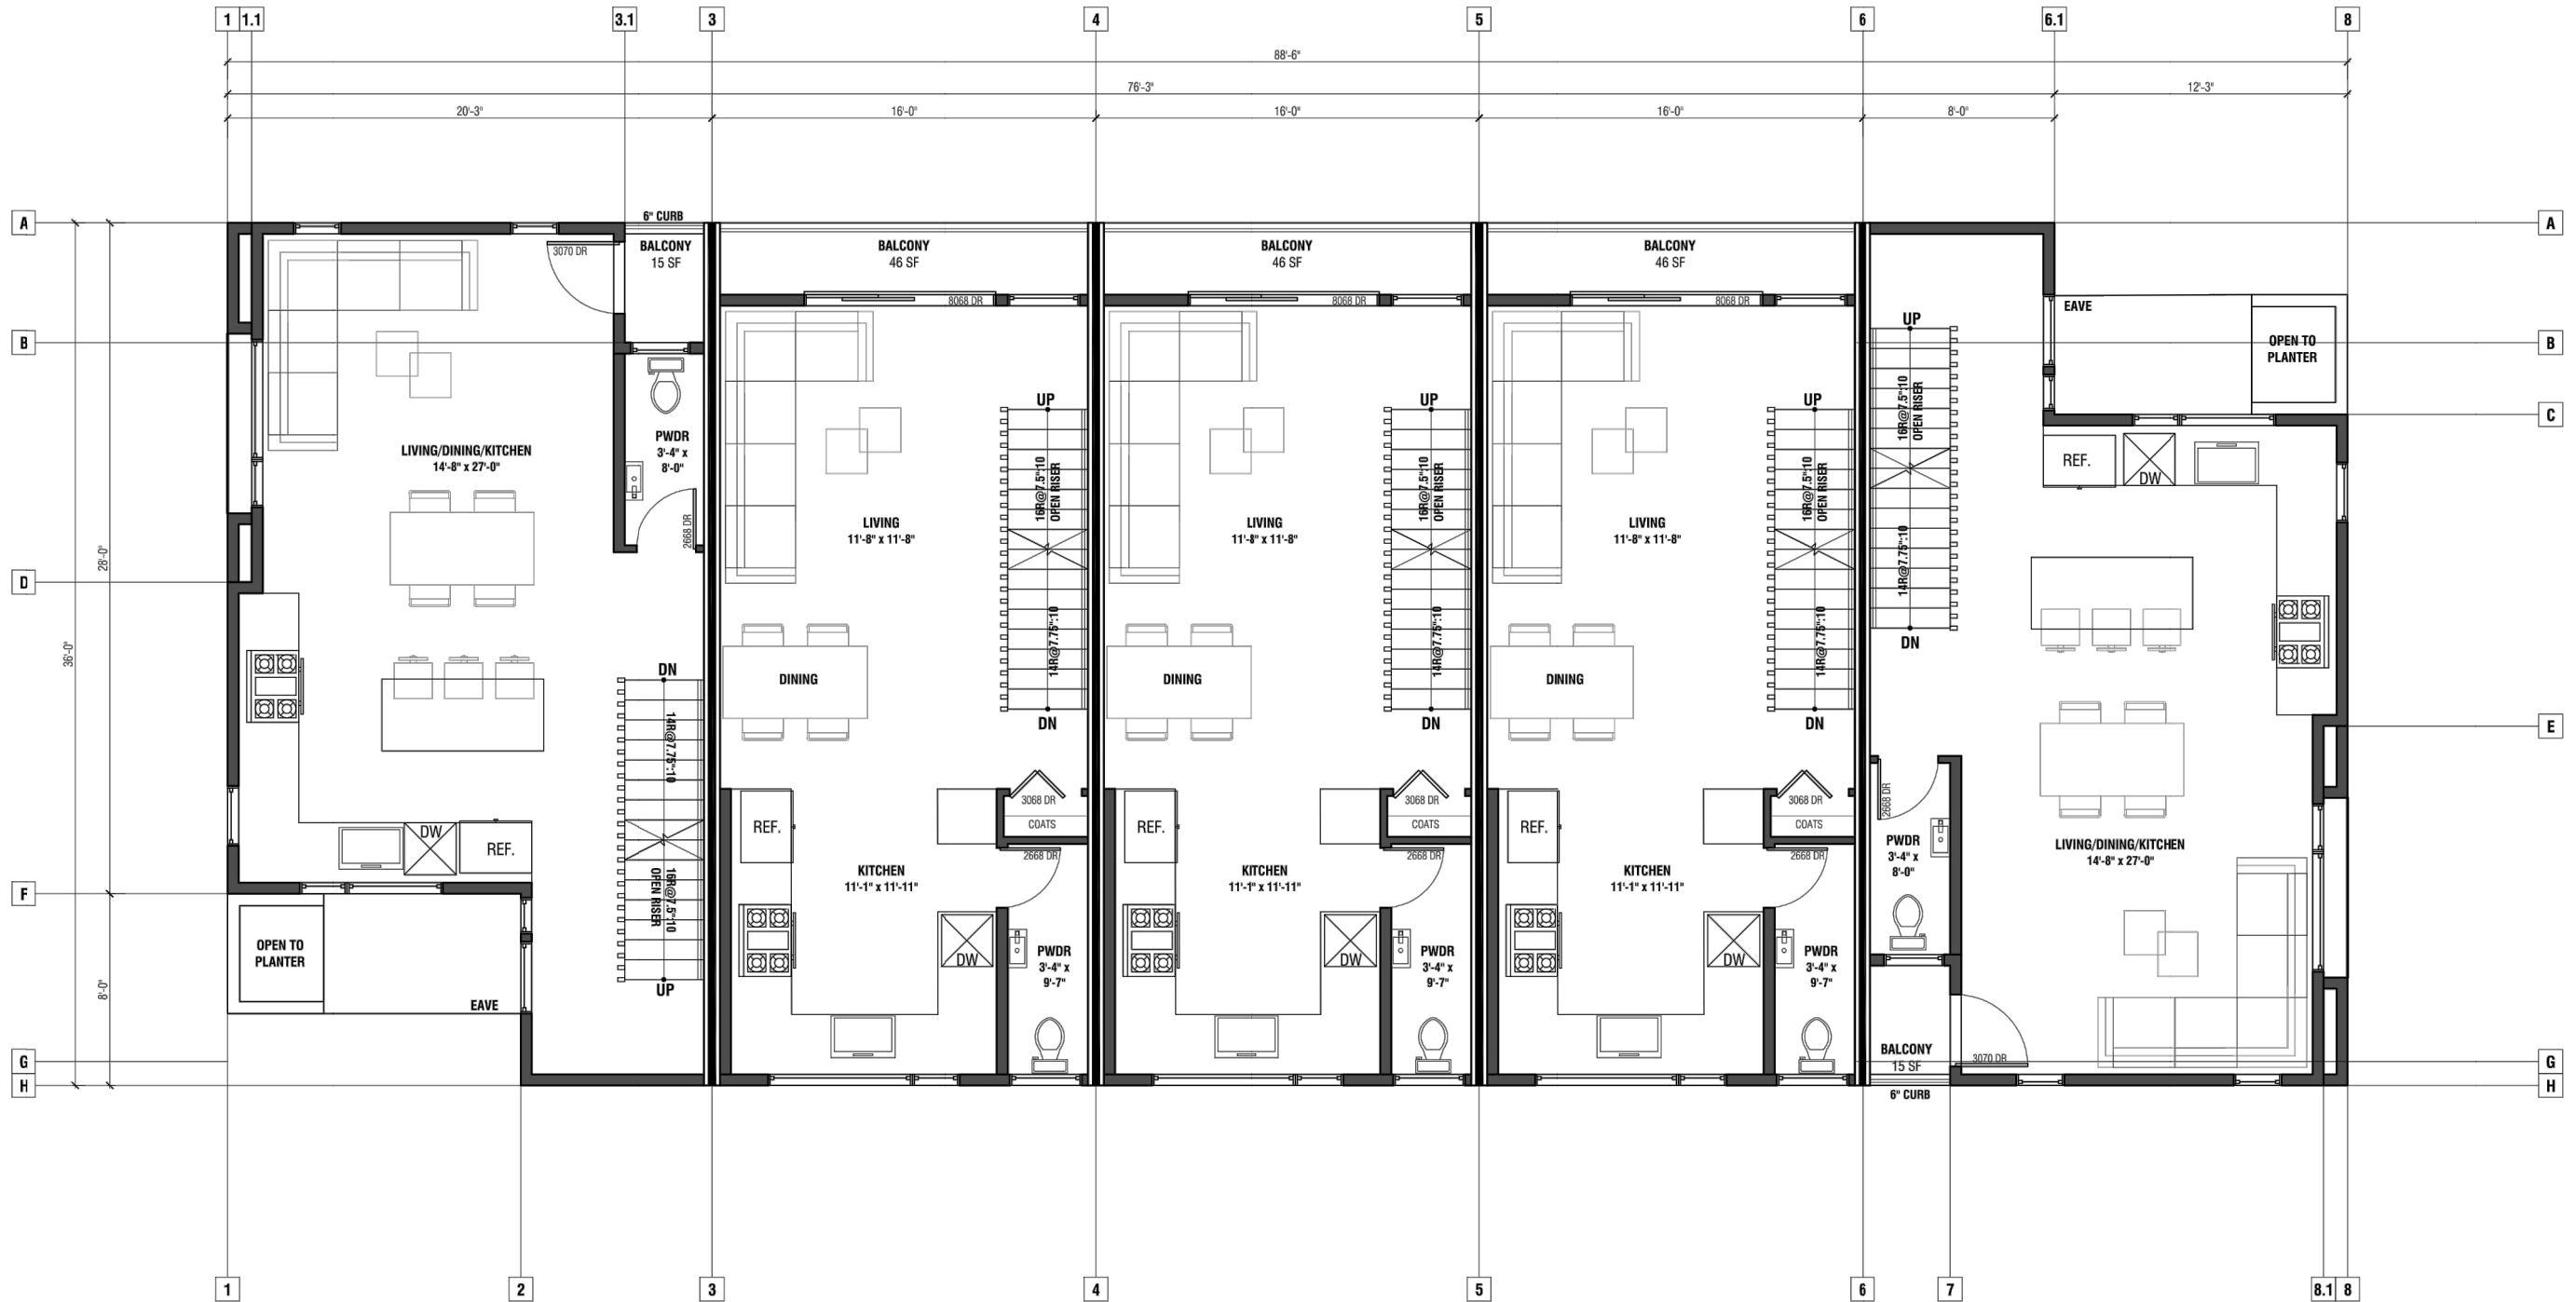 1 1.1 3.1 3 4 5 6 6.1 8
88'-6"
76'-3" 12'-3"
20'-3" 16'-0" 16'-0" 16'-0" 8'-0"
A 6" CURB A
3070 DR
BALCONY
15 SF
BALCONY
46 SF
8068 DR
BALCONY
46 SF
8068 DR
BALCONY
46 SF
8068 DR
EAVE
OPEN TO
PLANTER
B B
C
D
E
28'-0"
36'-0"
8'-0"
LIVING/DINING/KITCHEN
14'-8" x 27'-0"
PWDR
3'-4" x
8'-0"
2668 DR
DN
14R@7.75":10
16R@7.5":10
OPEN RISER
UP
DW
REF.
F
OPEN TO
PLANTER
EAVE
G
H
LIVING
11'-8" x 11'-8"
UP
16R@7.5":10
OPEN RISER
14R@7.75":10
DN
DINING
3068 DR
COATS
2668 DR
REF.
KITCHEN
11'-1" x 11'-11"
DW
PWDR
3'-4" x
9'-7"
LIVING
11'-8" x 11'-8"
UP
16R@7.5":10
OPEN RISER
14R@7.75":10
DN
DINING
3068 DR
COATS
2668 DR
REF.
KITCHEN
11'-1" x 11'-11"
DW
PWDR
3'-4" x
9'-7"
LIVING
11'-8" x 11'-8"
UP
16R@7.5":10
OPEN RISER
14R@7.75":10
DN
DINING
3068 DR
COATS
2668 DR
REF.
KITCHEN
11'-1" x 11'-11"
DW
PWDR
3'-4" x
9'-7"
UP
16R@7.5":10
OPEN RISER
14R@7.75":10
DN
REF.
DW
2668 DR
PWDR
3'-4" x
8'-0"
LIVING/DINING/KITCHEN
14'-8" x 27'-0"
BALCONY
15 SF
3070 DR
6" CURB
G
H
1 2 3 4 5 6 7 8.1 8